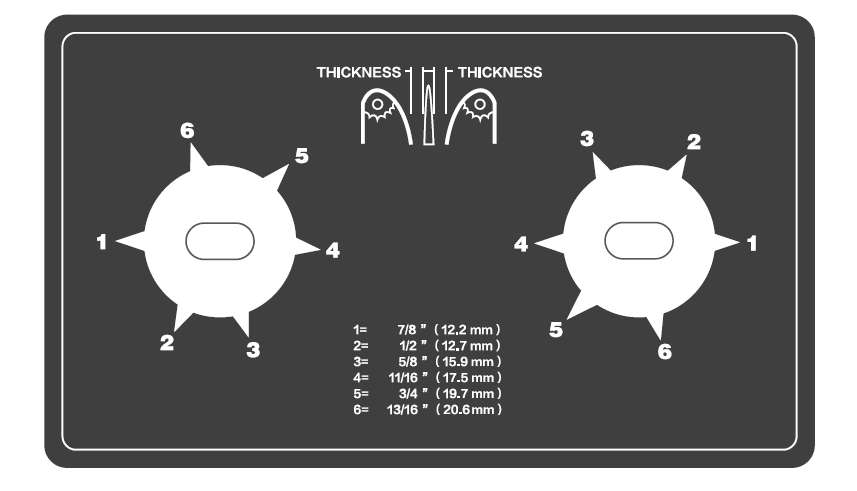 THICKNESS THICKNESS
6 5 3 2
1 4 4 1
2 3 5 6
1= 7/8 ” ( 12.2 mm )
2= 1/2 ” ( 12.7 mm )
3= 5/8 ” ( 15.9 mm )
4= 11/16 ” ( 17.5 mm )
5= 3/4 ” ( 19.7 mm )
6= 13/16 ” ( 20.6 mm )